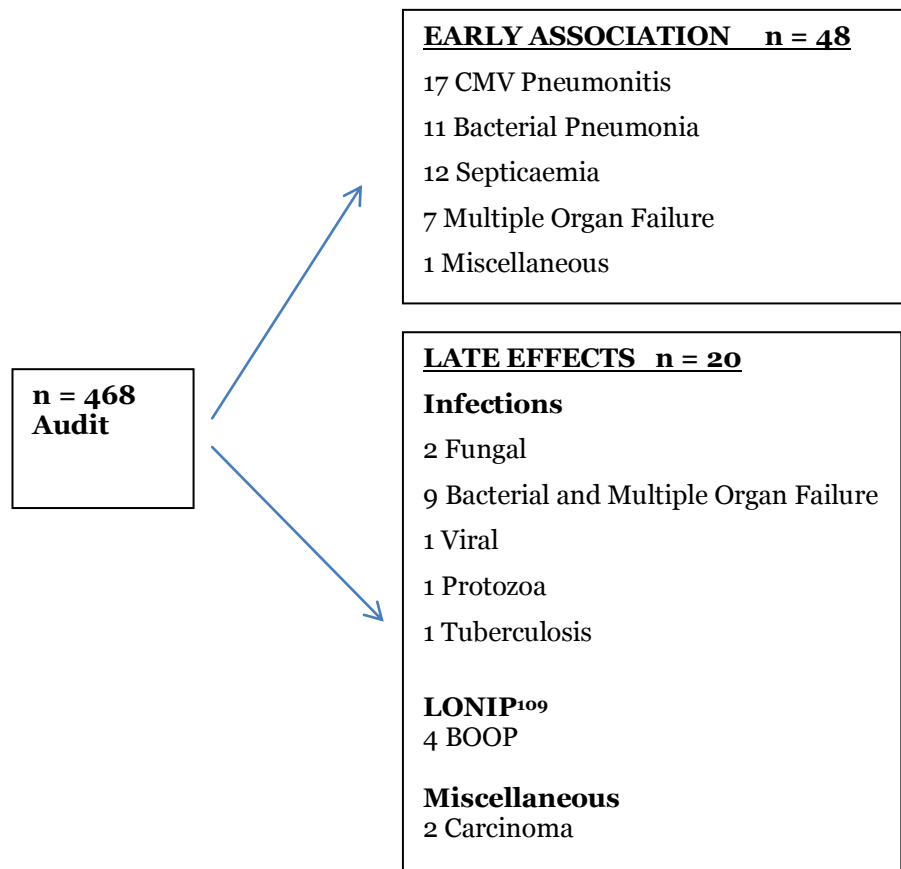 EARLY ASSOCIATION n = 48
17 CMV Pneumonitis
11 Bacterial Pneumonia
12 Septicaemia
7 Multiple Organ Failure
1 Miscellaneous
n = 468
Audit
LATE EFFECTS n = 20
Infections
2 Fungal
9 Bacterial and Multiple Organ Failure
1 Viral
1 Protozoa
1 Tuberculosis
LONIP¹⁰⁹
4 BOOP
Miscellaneous
2 Carcinoma